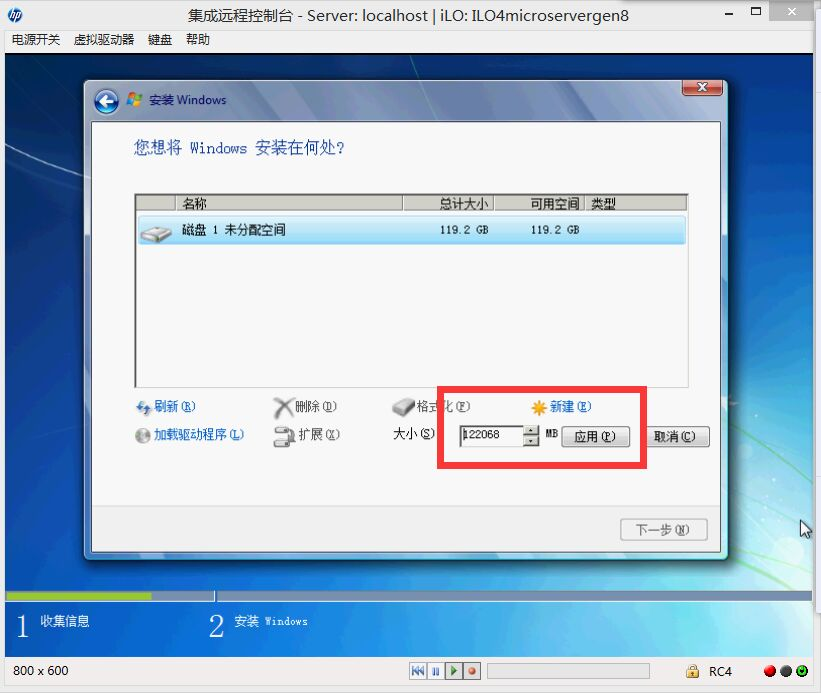 集成远程控制台 - Server: localhost | iLO: ILO4microservergen8
电源开关 虚拟驱动器 键盘 帮助
安装 Windows
您想将 Windows 安装在何处?
名称 总计大小 可用空间 类型
磁盘 1 未分配空间 119.2 GB 119.2 GB
刷新(R) 删除(D) 格式化(F) 新建(E)
加载驱动程序(L) 扩展(X) 大小(S) 122068 MB 应用(P) 取消(C)
下一步(N)
1 收集信息 2 安装 Windows
800 x 600 RC4